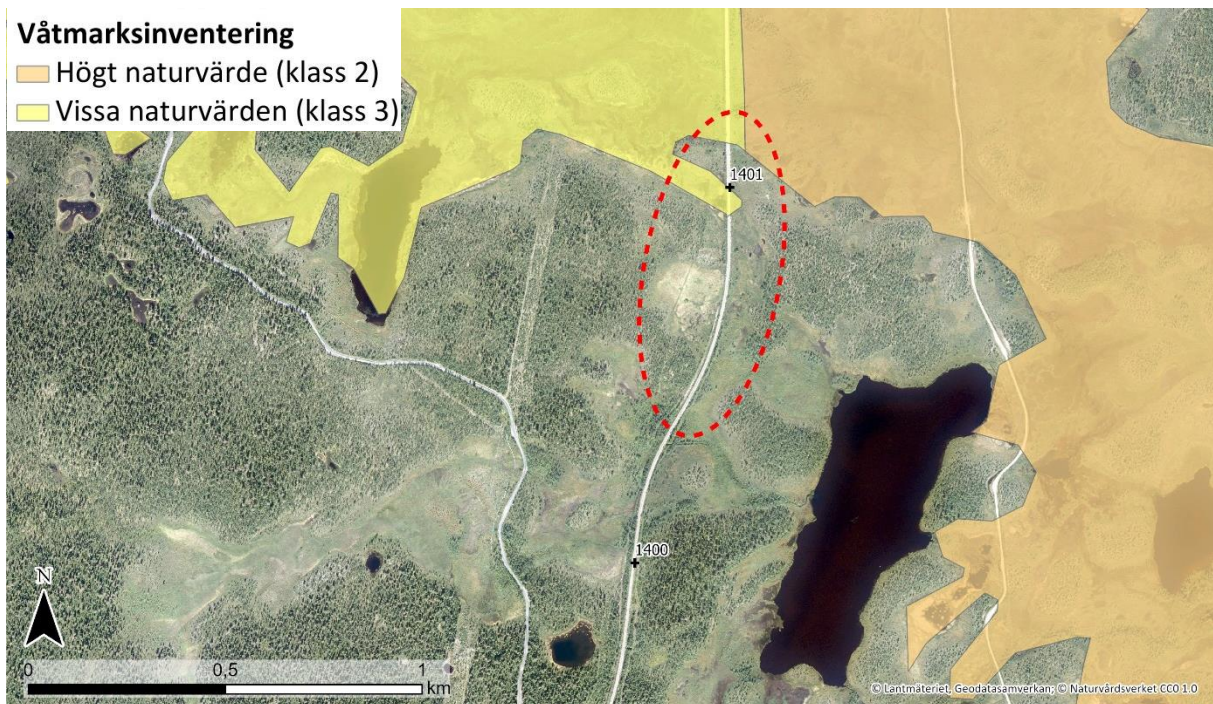 Våtmarksinventering
Högt naturvärde (klass 2)
Vissa naturvärden (klass 3)
1401
1400
N
0 0,5 1
km
© Lantmäteriet, Geodatasamverkan; © Naturvårdsverket CC0 1.0